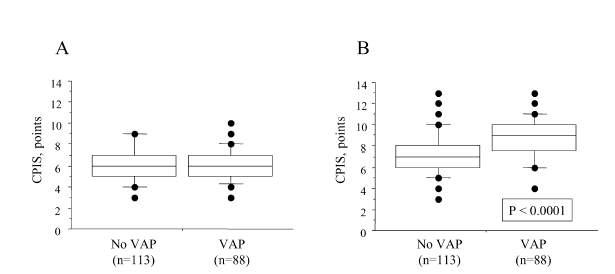 A
B
CPIS, points
14
12
10
8
6
4
2
0
No VAP
VAP
(n=113)
(n=88)
CPIS, points
14
12
10
8
6
4
2
0
P < 0.0001
No VAP
VAP
(n=113)
(n=88)